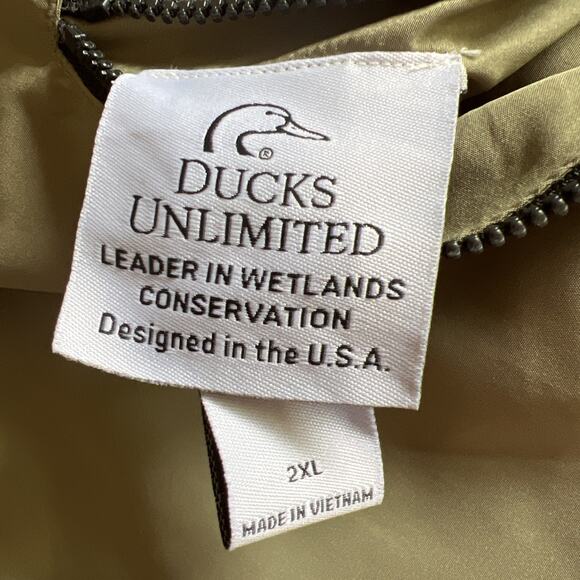 ®
DUCKS
UNLIMITED
LEADER IN WETLANDS
CONSERVATION
Designed in the U.S.A.
2XL
MADE IN VIETNAM